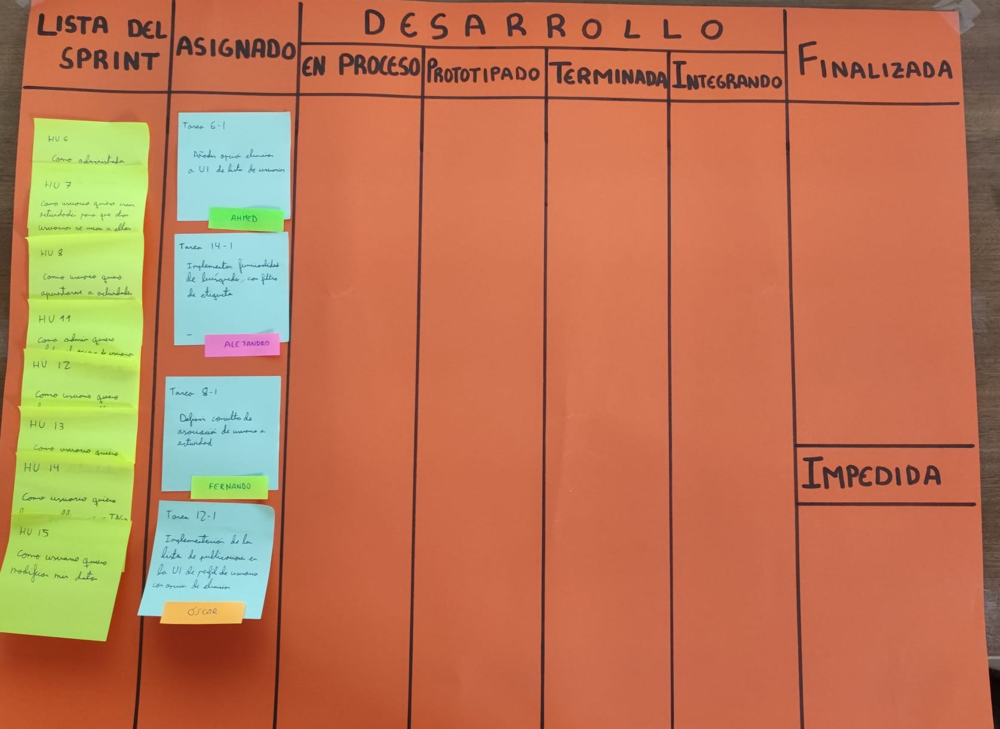 LISTA DEL
SPRINT
ASIGNADO
DESARROLLO
EN PROCESO
PROTOTIPADO
TERMINADA
INTEGRANDO
FINALIZADA
IMPEDIDA
HU 6
Como administrador
HU 7
Como usuario quiero crear
actividades para que otros
usuarios se unan a ellas
HU 8
Como usuario quiero
apuntarme a actividades
HU 11
Como admin quiero
de usuario
HU 12
Como usuario quiero
HU 13
Como usuario quiero
HU 14
Como usuario quiero
HU 15
Como usuario quiero
modificar mis datos
Tarea 6-1
Añadir opción eliminar
a UI de lista de usuarios
AHMED
Tarea 14-1
Implementar funcionalidad
de búsqueda, con filtro
de etiqueta
ALEJANDRO
Tarea 8-1
Definir consulta de
asociación de usuario a
actividad
FERNANDO
Tarea 12-1
Implementación de la
lista de publicaciones en
la UI de perfil de usuario
con opción de eliminar
ÓSCAR